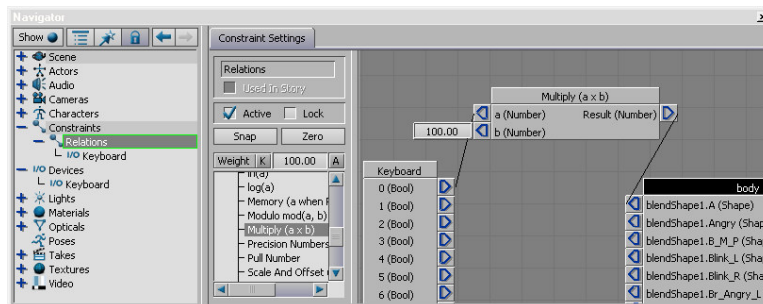 Navigator
Show
Scene
Actors
Audio
Cameras
Characters
Constraints
Relations
I/O Keyboard
I/O Devices
I/O Keyboard
Lights
Materials
Opticals
Poses
Takes
Textures
Video
Constraint Settings
Relations
Used In Story
Active Lock
Snap Zero
Weight K 100.00 A
ln(a)
log(a)
Memory (a when
Modulo mod(a, b)
Multiply (a x b)
Precision Numbers
Pull Number
Scale And Offset
Multiply (a x b)
a (Number) Result (Number)
100.00 b (Number)
Keyboard
0 (Bool)
1 (Bool)
2 (Bool)
3 (Bool)
4 (Bool)
5 (Bool)
6 (Bool)
body
blendShape1.A (Shape)
blendShape1.Angry (Shap
blendShape1.B_M_P (Sha
blendShape1.Blink_L (Sha
blendShape1.Blink_R (Sha
blendShape1.Br_Angry_L